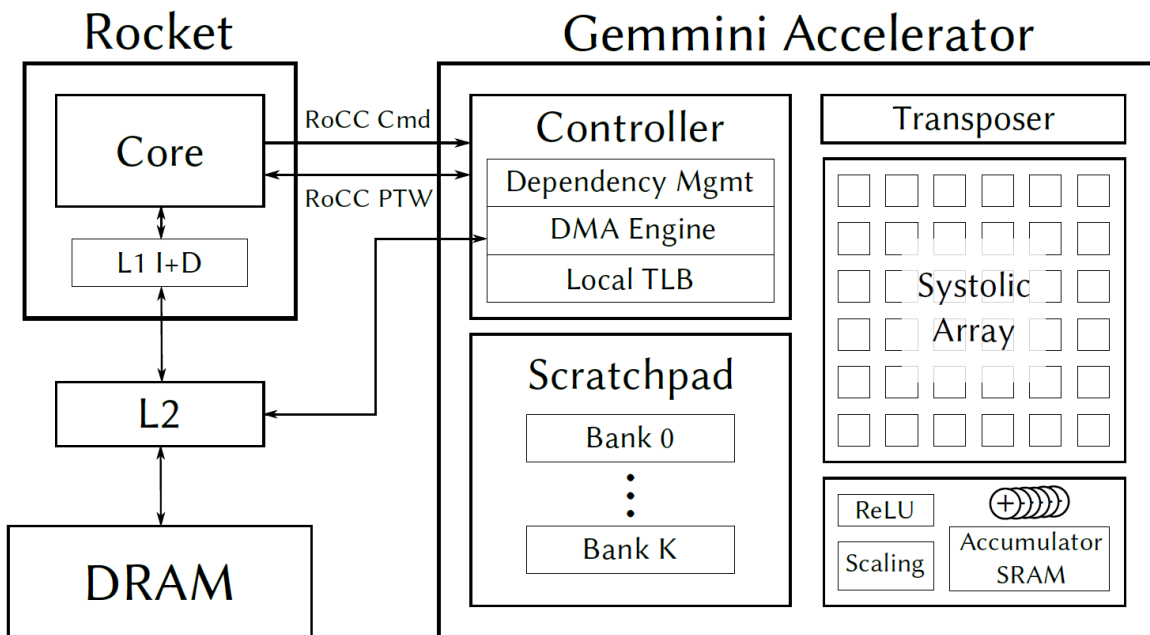 Rocket
Core
L1 I+D
L2
DRAM
RoCC Cmd
RoCC PTW
Gemmini Accelerator
Controller
Dependency Mgmt
DMA Engine
Local TLB
Scratchpad
Bank 0
Bank K
Transposer
Systolic
Array
ReLU
Scaling
+
Accumulator
SRAM